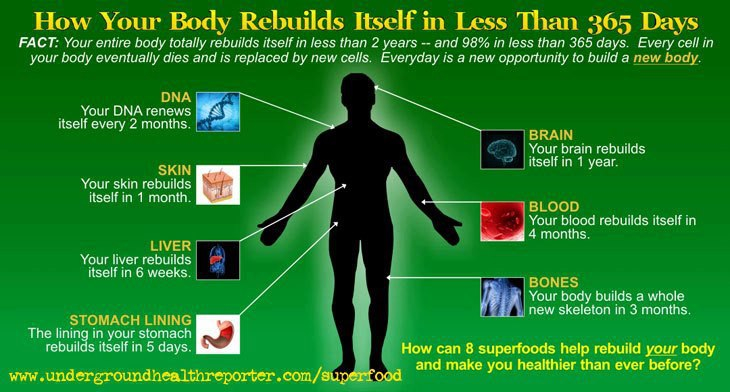 How Your Body Rebuilds Itself in Less Than 365 Days
FACT: Your entire body totally rebuilds itself in less than 2 years -- and 98% in less than 365 days. Every cell in
your body eventually dies and is replaced by new cells. Everyday is a new opportunity to build a new body.
DNA
Your DNA renews
itself every 2 months.
SKIN
Your skin rebuilds
itself in 1 month.
LIVER
Your liver rebuilds
itself in 6 weeks.
STOMACH LINING
The lining in your stomach
rebuilds itself in 5 days.
BRAIN
Your brain rebuilds
itself in 1 year.
BLOOD
Your blood rebuilds itself in
4 months.
BONES
Your body builds a whole
new skeleton in 3 months.
How can 8 superfoods help rebuild your body
and make you healthier than ever before?
www.undergroundhealthreporter.com/superfood